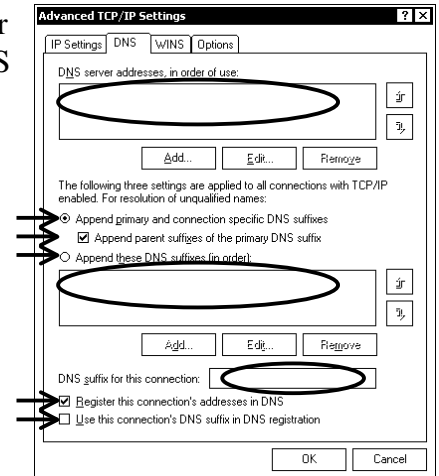 r
S
Advanced TCP/IP Settings
IP Settings DNS WINS Options
DNS server addresses, in order of use:
Add... Edit... Remove
The following three settings are applied to all connections with TCP/IP
enabled. For resolution of unqualified names:
Append primary and connection specific DNS suffixes
Append parent suffixes of the primary DNS suffix
Append these DNS suffixes (in order):
Add... Edit... Remove
DNS suffix for this connection:
Register this connection's addresses in DNS
Use this connection's DNS suffix in DNS registration
OK Cancel